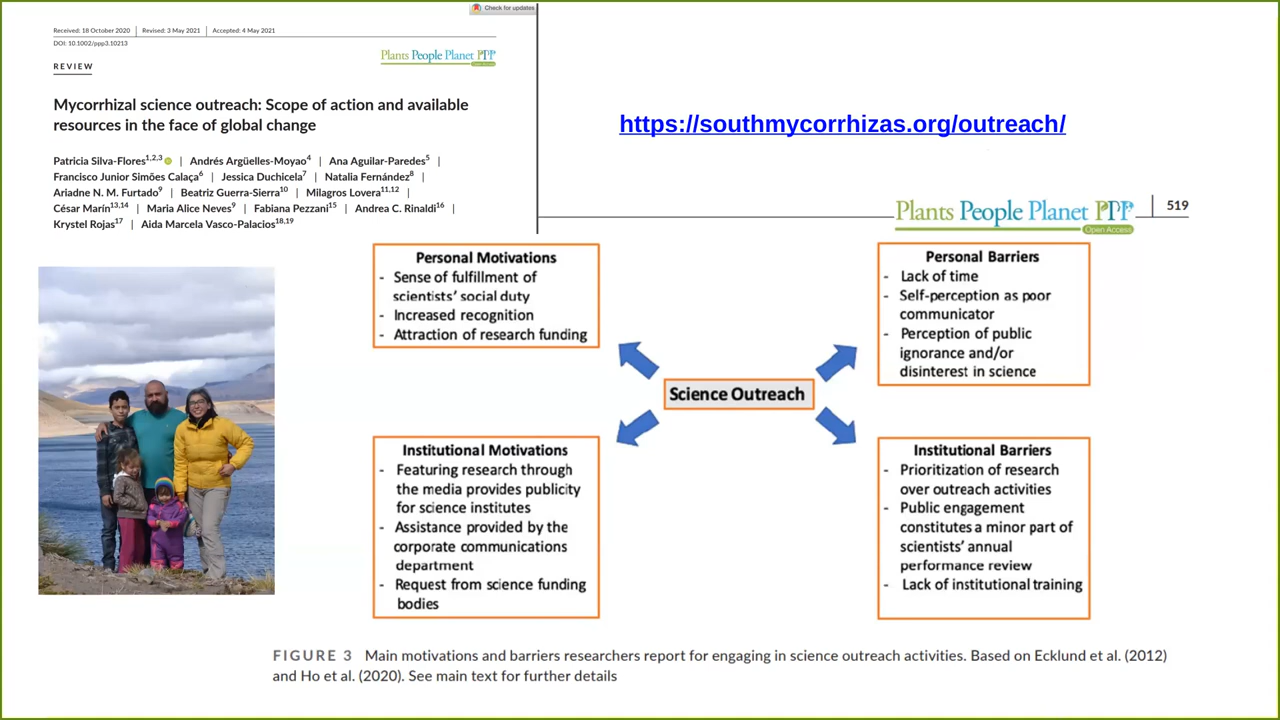 Check for updates
Received: 18 October 2020 | Revised: 3 May 2021 | Accepted: 4 May 2021
DOI: 10.1002/ppp3.10213
REVIEW
Plants People Planet PPP
Open Access
Mycorrhizal science outreach: Scope of action and available
resources in the face of global change
Patricia Silva-Flores1,2,3 | Andrés Argüelles-Moyao4 | Ana Aguilar-Paredes5 |
Francisco Junior Simões Calaça6 | Jessica Duchicela7 | Natalia Fernández8 |
Ariadne N. M. Furtado9 | Beatriz Guerra-Sierra10 | Milagros Lovera11,12 |
César Marín13,14 | Maria Alice Neves9 | Fabiana Pezzani15 | Andrea C. Rinaldi16 |
Krystel Rojas17 | Aida Marcela Vasco-Palacios18,19
https://southmycorrhizas.org/outreach/
Plants People Planet PPP | 519
Open Access
Personal Motivations
- Sense of fulfillment of
scientists' social duty
- Increased recognition
- Attraction of research funding
Personal Barriers
- Lack of time
- Self-perception as poor
communicator
- Perception of public
ignorance and/or
disinterest in science
Science Outreach
Institutional Motivations
- Featuring research through
the media provides publicity
for science institutes
- Assistance provided by the
corporate communications
department
- Request from science funding
bodies
Institutional Barriers
- Prioritization of research
over outreach activities
- Public engagement
constitutes a minor part of
scientists' annual
performance review
- Lack of institutional training
FIGURE 3 Main motivations and barriers researchers report for engaging in science outreach activities. Based on Ecklund et al. (2012)
and Ho et al. (2020). See main text for further details